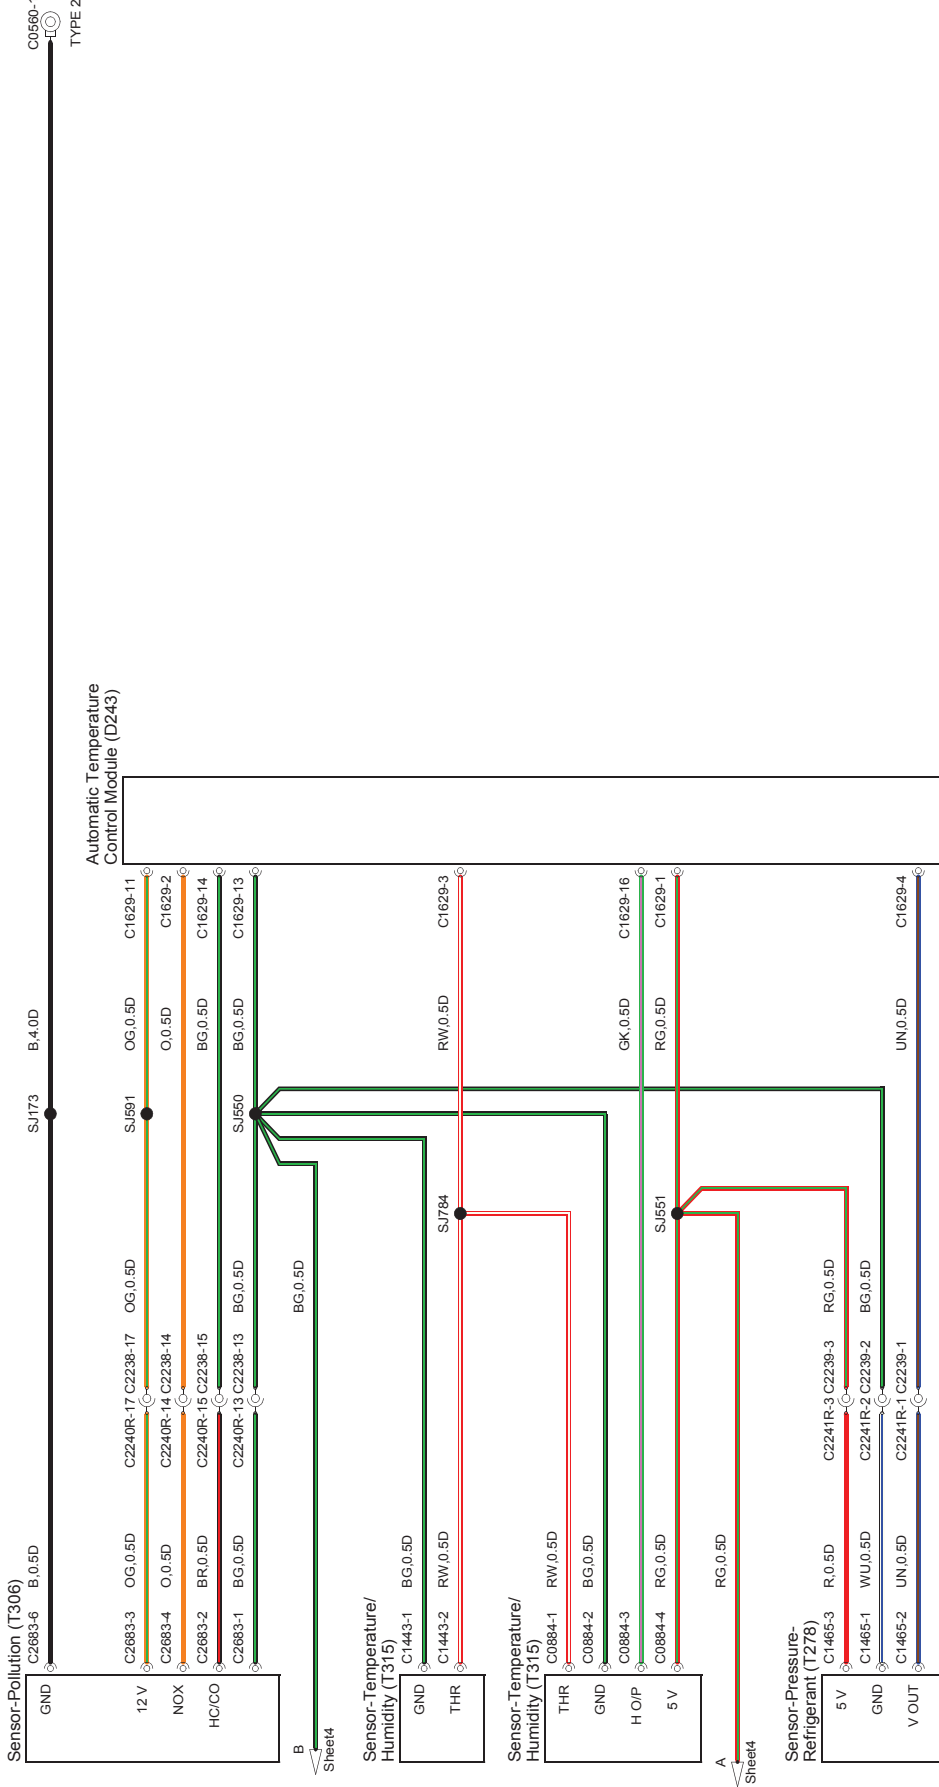 C0560-
TYPE 2
SJ173
B,4.0D
Sensor-Pollution (T306)
GND
C2683-6
B,0.5D
Automatic Temperature
Control Module (D243)
12 V
C2683-3
OG,0.5D
C2240R-17
C2238-17
OG,0.5D
SJ591
OG,0.5D
C1629-11
NOX
C2683-4
O,0.5D
C2240R-14
C2238-14
O,0.5D
C1629-2
HC/CO
C2683-2
BR,0.5D
C2240R-15
C2238-15
BG,0.5D
C1629-14
C2683-1
BG,0.5D
C2240R-13
C2238-13
BG,0.5D
SJ550
BG,0.5D
C1629-13
B
Sheet4
BG,0.5D
Sensor-Temperature/
Humidity (T315)
GND
C1443-1
BG,0.5D
THR
C1443-2
RW,0.5D
SJ784
RW,0.5D
C1629-3
Sensor-Temperature/
Humidity (T315)
THR
C0884-1
RW,0.5D
GND
C0884-2
BG,0.5D
H O/P
C0884-3
GK,0.5D
C1629-16
5 V
C0884-4
RG,0.5D
SJ551
RG,0.5D
C1629-1
A
Sheet4
RG,0.5D
Sensor-Pressure-
Refrigerant (T278)
5 V
C1465-3
R,0.5D
C2241R-3
C2239-3
RG,0.5D
GND
C1465-1
WU,0.5D
C2241R-2
C2239-2
BG,0.5D
V OUT
C1465-2
UN,0.5D
C2241R-1
C2239-1
UN,0.5D
C1629-4